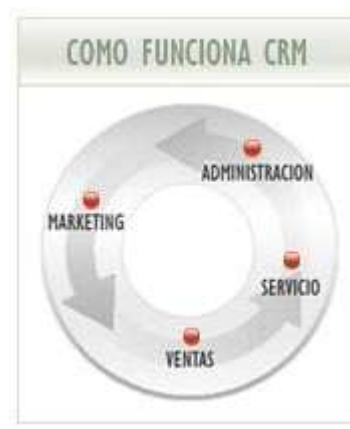 COMO FUNCIONA CRM
ADMINISTRACION
MARKETING
SERVICIO
VENTAS